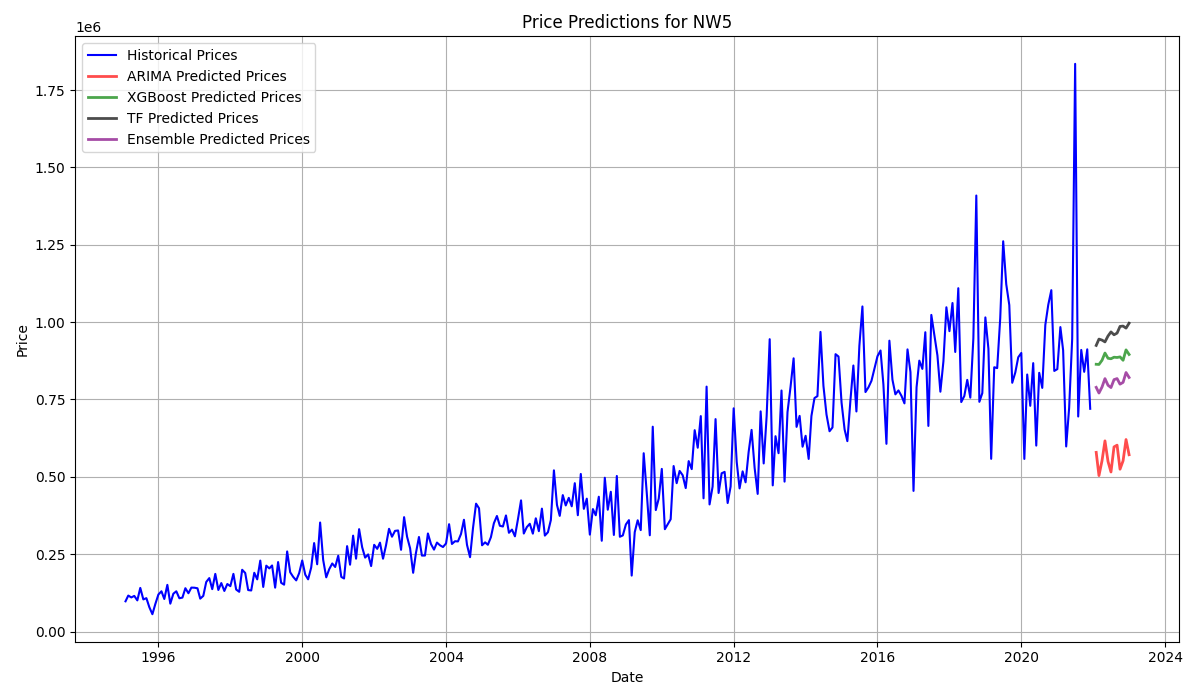 Price Predictions for NW5
1e6
Historical Prices
ARIMA Predicted Prices
XGBoost Predicted Prices
TF Predicted Prices
Ensemble Predicted Prices
1.75
1.50
1.25
1.00
0.75
0.50
0.25
0.00
Price
1996 2000 2004 2008 2012 2016 2020 2024
Date